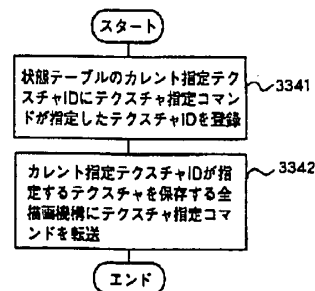 スタート
状態テーブルのカレント指定テク
スチャIDにテクスチャ指定コマン
ドが指定したテクスチャIDを登録
3341
カレント指定テクスチャIDが指
定するテクスチャを保存する全
描画機構にテクスチャ指定コマ
ンドを転送
3342
エンド